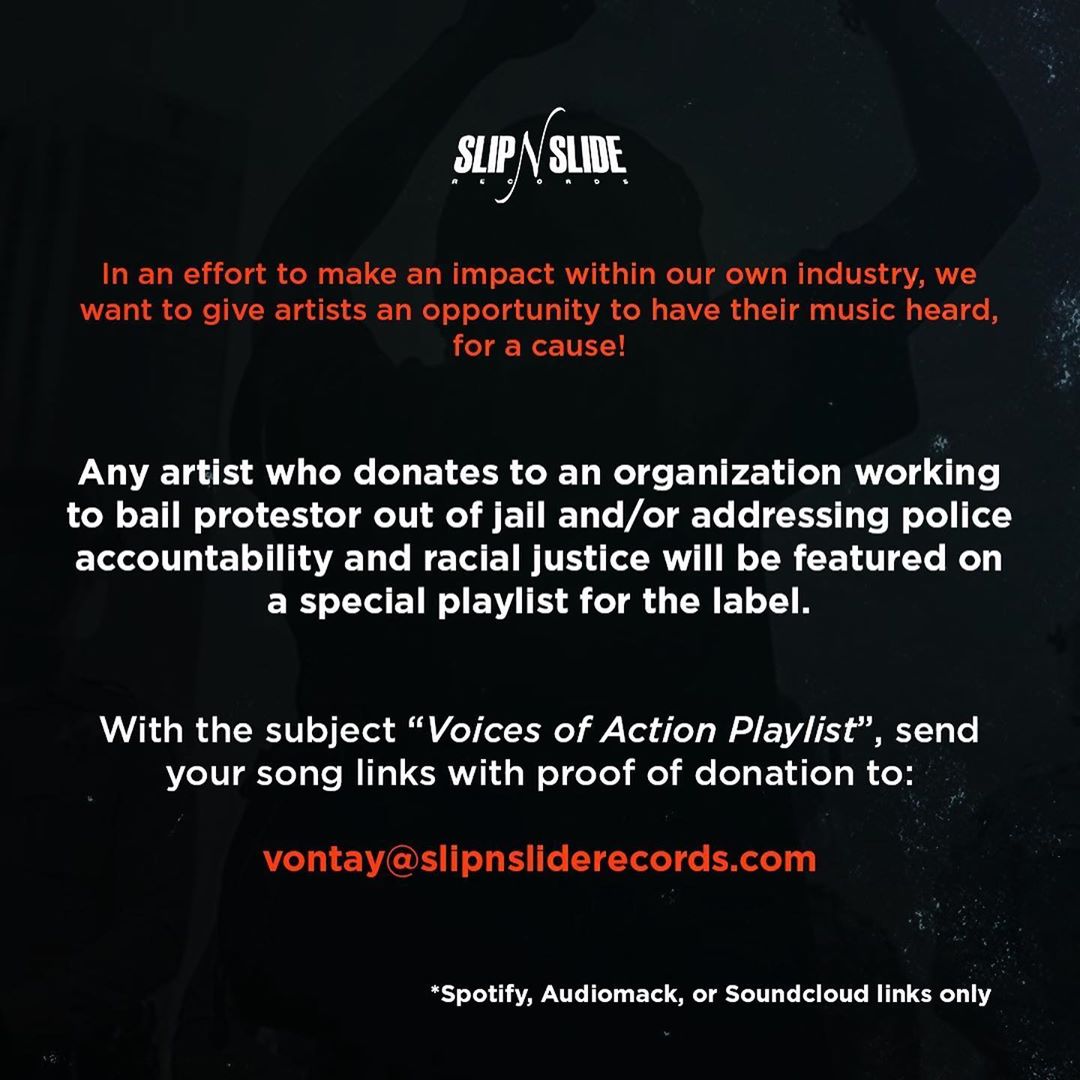 SLIP N SLIDE
RECORDS
In an effort to make an impact within our own industry, we
want to give artists an opportunity to have their music heard,
for a cause!
Any artist who donates to an organization working
to bail protestor out of jail and/or addressing police
accountability and racial justice will be featured on
a special playlist for the label.
With the subject “Voices of Action Playlist”, send
your song links with proof of donation to:
vontay@slipnsliderecords.com
*Spotify, Audiomack, or Soundcloud links only